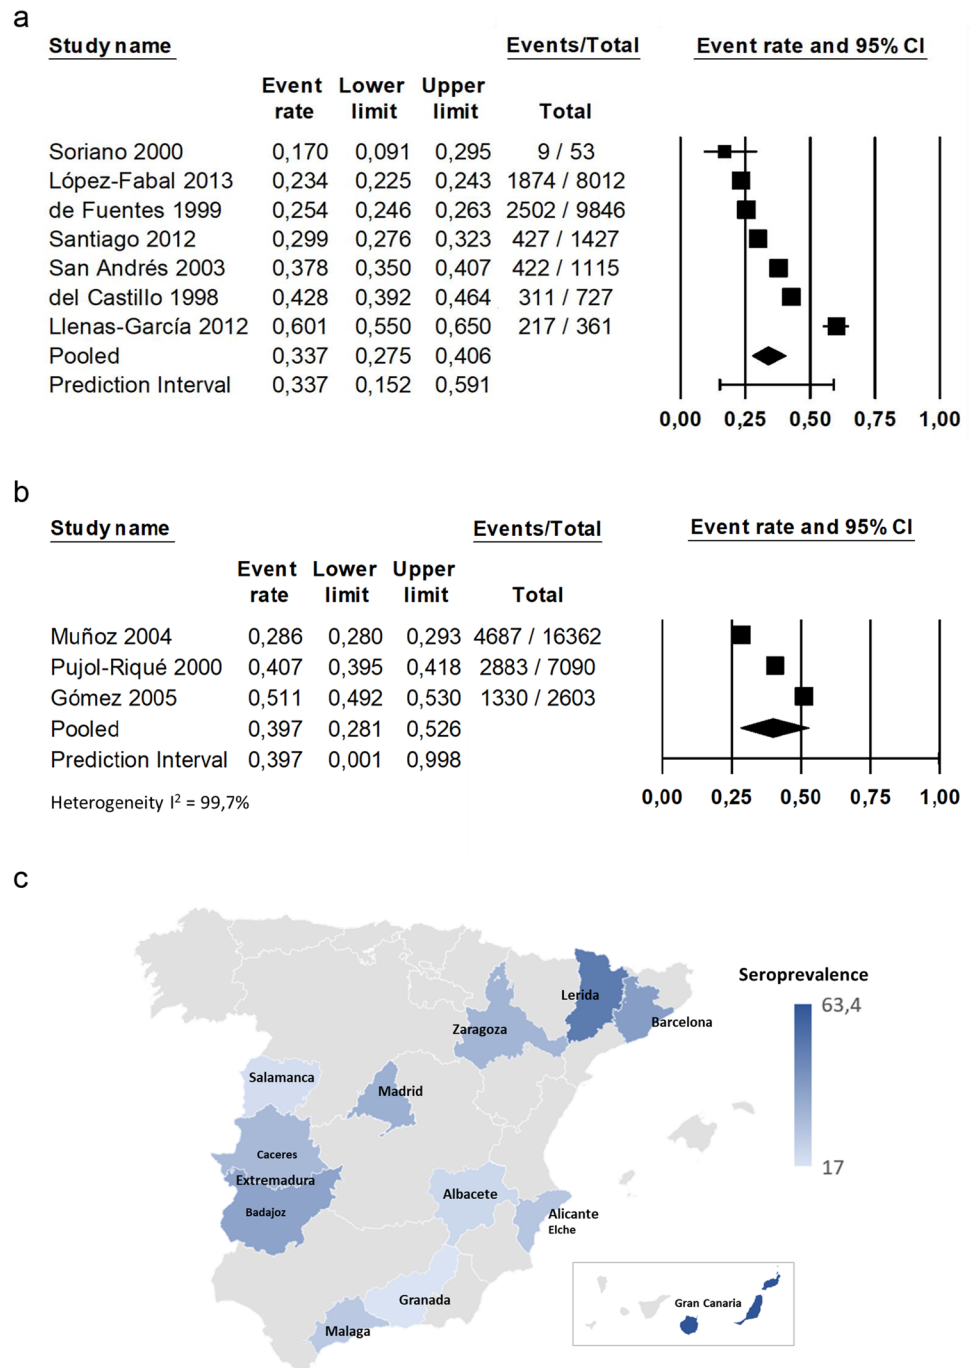 a
Study name Events/Total Event rate and 95% CI
Event rate Lower limit Upper limit Total
Soriano 2000 0,170 0,091 0,295 9 / 53
López-Fabal 2013 0,234 0,225 0,243 1874 / 8012
de Fuentes 1999 0,254 0,246 0,263 2502 / 9846
Santiago 2012 0,299 0,276 0,323 427 / 1427
San Andrés 2003 0,378 0,350 0,407 422 / 1115
del Castillo 1998 0,428 0,392 0,464 311 / 727
Llenas-García 2012 0,601 0,550 0,650 217 / 361
Pooled 0,337 0,275 0,406
Prediction Interval 0,337 0,152 0,591
0,00 0,25 0,50 0,75 1,00
b
Study name Events/Total Event rate and 95% CI
Event rate Lower limit Upper limit Total
Muñoz 2004 0,286 0,280 0,293 4687 / 16362
Pujol-Riqué 2000 0,407 0,395 0,418 2883 / 7090
Gómez 2005 0,511 0,492 0,530 1330 / 2603
Pooled 0,397 0,281 0,526
Prediction Interval 0,397 0,001 0,998
0,00 0,25 0,50 0,75 1,00
Heterogeneity I² = 99,7%
c
Seroprevalence
63,4
17
Lerida
Barcelona
Zaragoza
Salamanca
Madrid
Caceres
Extremadura
Badajoz
Albacete
Alicante
Elche
Granada
Malaga
Gran Canaria